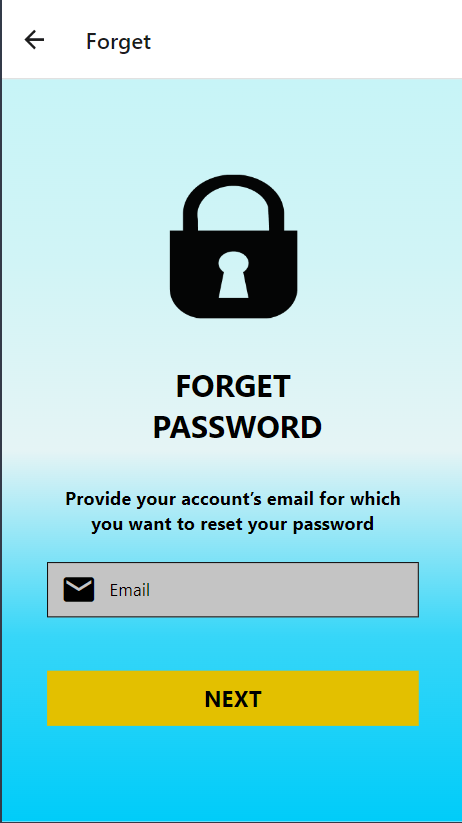 Forget
FORGET
PASSWORD
Provide your account’s email for which
you want to reset your password
Email
NEXT